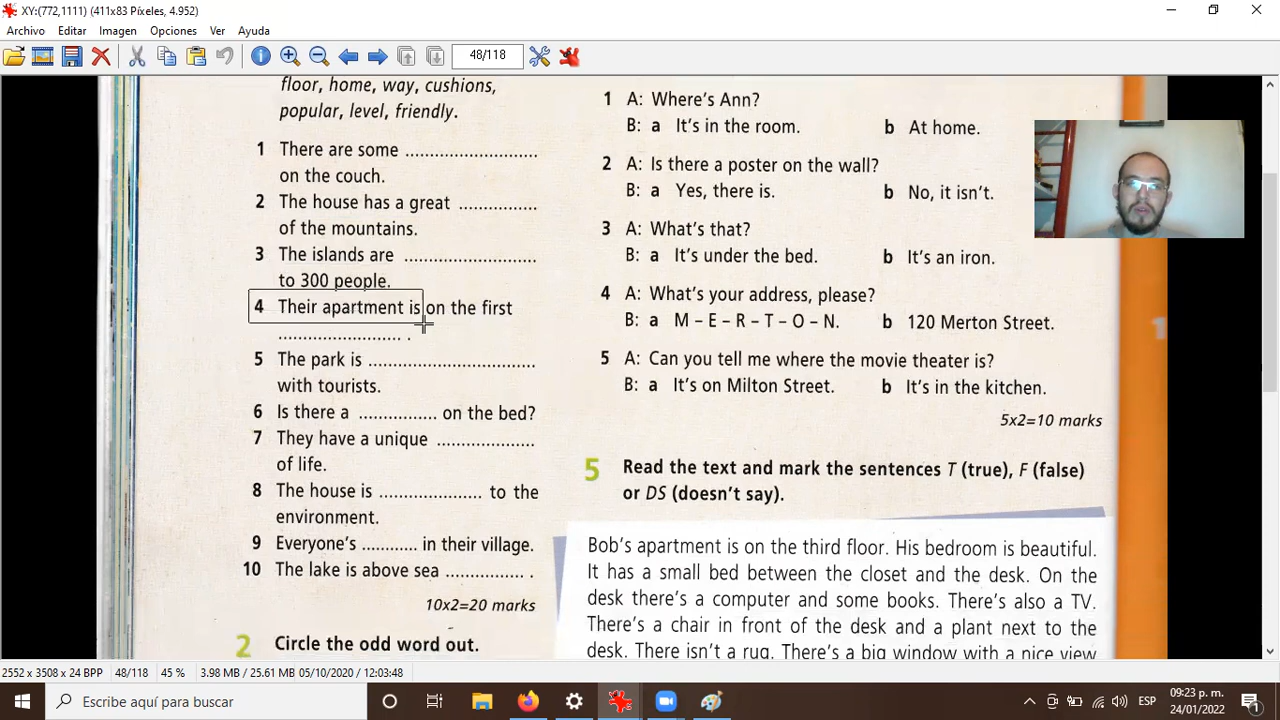 XY:(772,1111) (411x83 Píxeles, 4.952)
Archivo Editar Imagen Opciones Ver Ayuda
48/118
floor, home, way, cushions,
popular, level, friendly.
1 There are some ..........................
on the couch.
2 The house has a great ...............
of the mountains.
3 The islands are ..........................
to 300 people.
4 Their apartment is on the first
........................ .
5 The park is .................................
with tourists.
6 Is there a ............... on the bed?
7 They have a unique ...................
of life.
8 The house is .................... to the
environment.
9 Everyone's ........... in their village.
10 The lake is above sea ............... .
10x2=20 marks
2 Circle the odd word out.
1 A: Where's Ann?
B: a It's in the room. b At home.
2 A: Is there a poster on the wall?
B: a Yes, there is. b No, it isn't.
3 A: What's that?
B: a It's under the bed. b It's an iron.
4 A: What's your address, please?
B: a M – E – R – T – O – N. b 120 Merton Street.
5 A: Can you tell me where the movie theater is?
B: a It's on Milton Street. b It's in the kitchen.
5x2=10 marks
5 Read the text and mark the sentences T (true), F (false)
or DS (doesn't say).
Bob's apartment is on the third floor. His bedroom is beautiful.
It has a small bed between the closet and the desk. On the
desk there's a computer and some books. There's also a TV.
There's a chair in front of the desk and a plant next to the
desk. There isn't a rug. There's a big window with a nice view
2552 x 3508 x 24 BPP 48/118 45 % 3.98 MB / 25.61 MB 05/10/2020 / 12:03:48
Escribe aquí para buscar
ESP
09:23 p. m.
24/01/2022
1